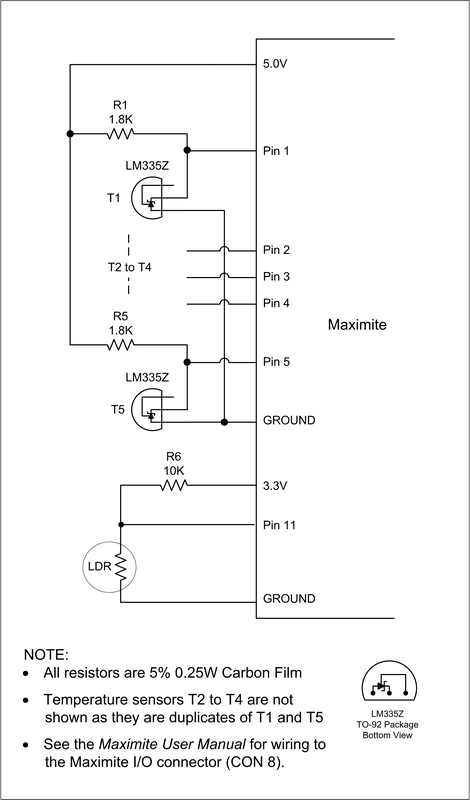 5.0V
R1
1.8K
Pin 1
LM335Z
T1
Pin 2
T2 to T4
Pin 3
Pin 4
R5
1.8K
Maximite
Pin 5
LM335Z
T5
GROUND
R6
10K
3.3V
Pin 11
LDR
GROUND
NOTE:
• All resistors are 5% 0.25W Carbon Film
• Temperature sensors T2 to T4 are not
shown as they are duplicates of T1 and T5
• See the Maximite User Manual for wiring to
the Maximite I/O connector (CON 8).
LM335Z
TO-92 Package
Bottom View